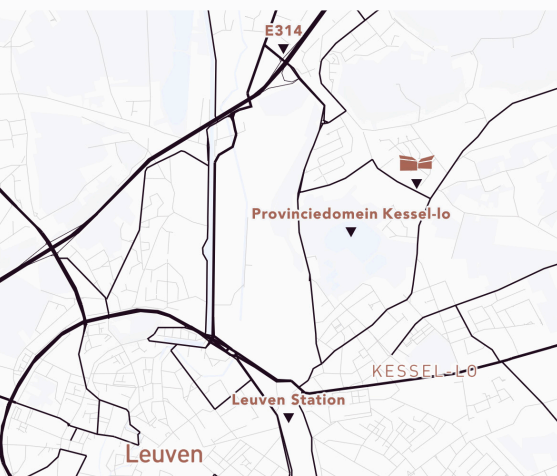 E314
Provinciedomein Kessel-lo
KESSEL-LO
Leuven Station
Leuven